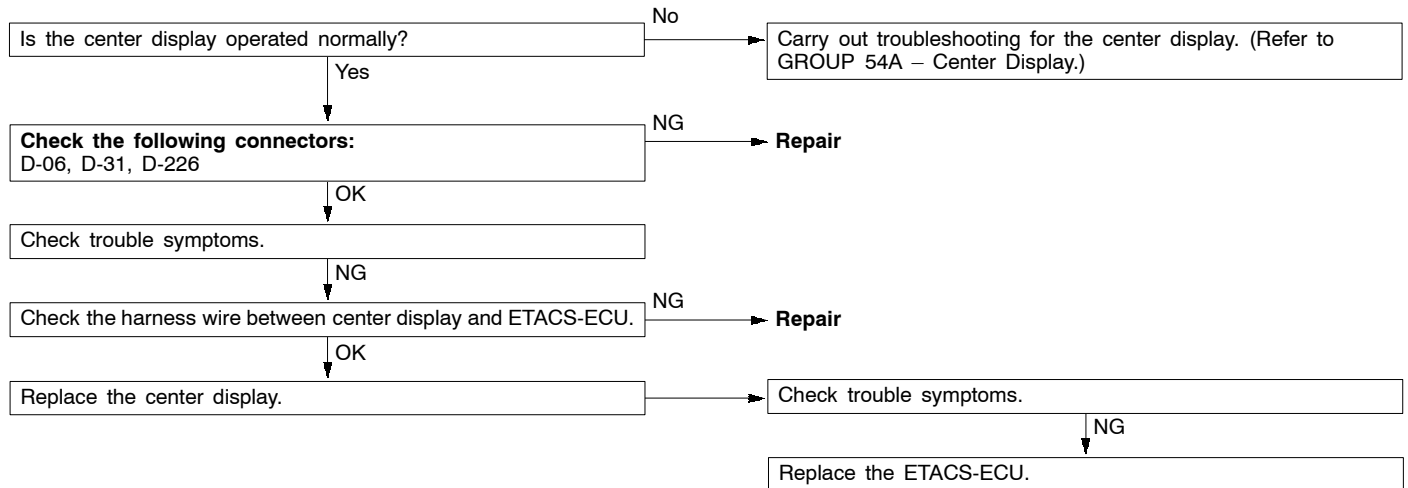 Is the center display operated normally?
No
Carry out troubleshooting for the center display. (Refer to
GROUP 54A – Center Display.)
Yes
Check the following connectors:
D-06, D-31, D-226
NG
Repair
OK
Check trouble symptoms.
NG
Check the harness wire between center display and ETACS-ECU.
NG
Repair
OK
Replace the center display.
Check trouble symptoms.
NG
Replace the ETACS-ECU.